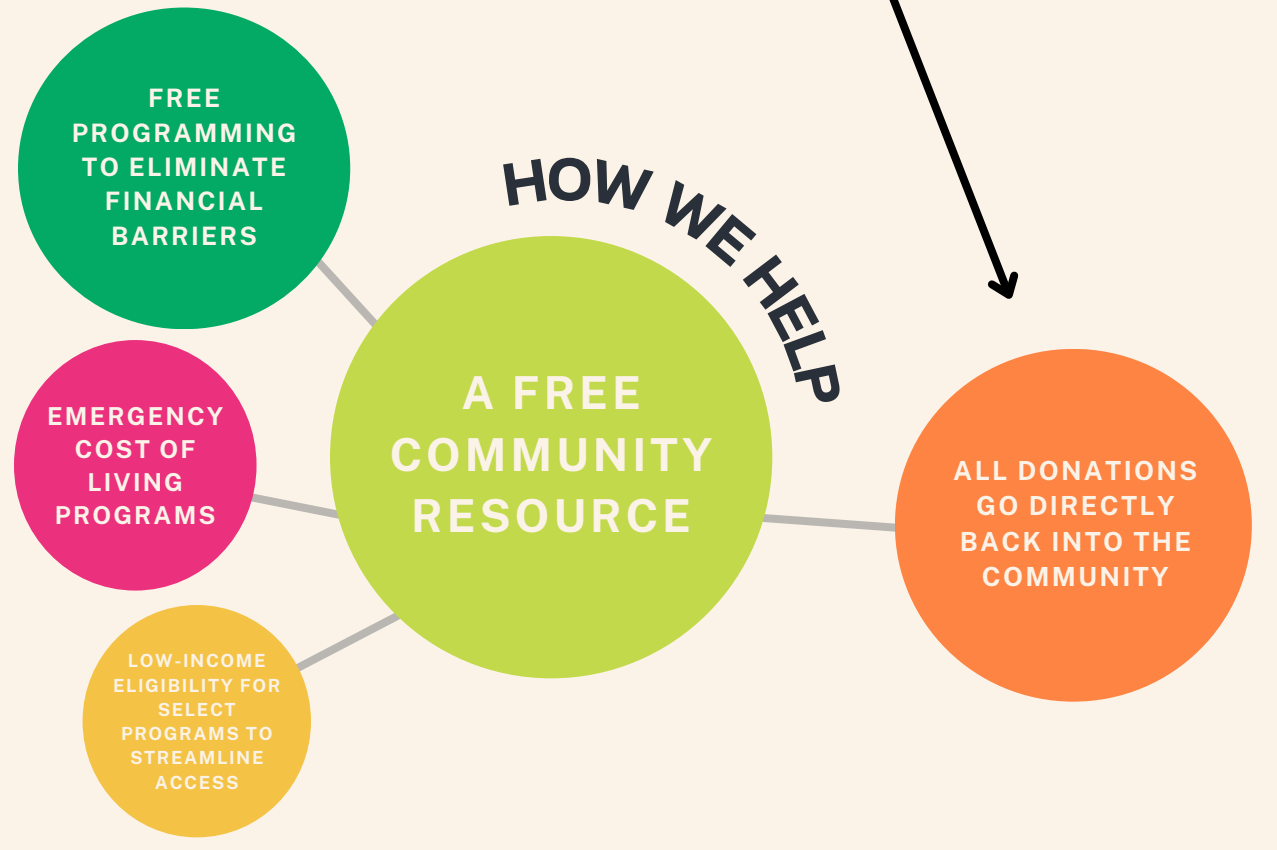 FREE
PROGRAMMING
TO ELIMINATE
FINANCIAL
BARRIERS
HOW WE HELP
A FREE
COMMUNITY
RESOURCE
EMERGENCY
COST OF
LIVING
PROGRAMS
ALL DONATIONS
GO DIRECTLY
BACK INTO THE
COMMUNITY
LOW-INCOME
ELIGIBILITY FOR
SELECT
PROGRAMS TO
STREAMLINE
ACCESS